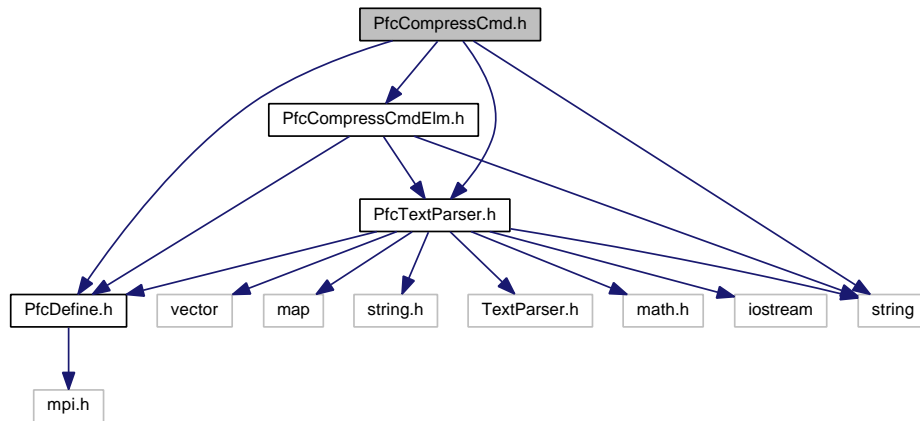 PfcCompressCmd.h
PfcCompressCmdElm.h
PfcTextParser.h
PfcDefine.h
vector
map
string.h
TextParser.h
math.h
iostream
string
mpi.h